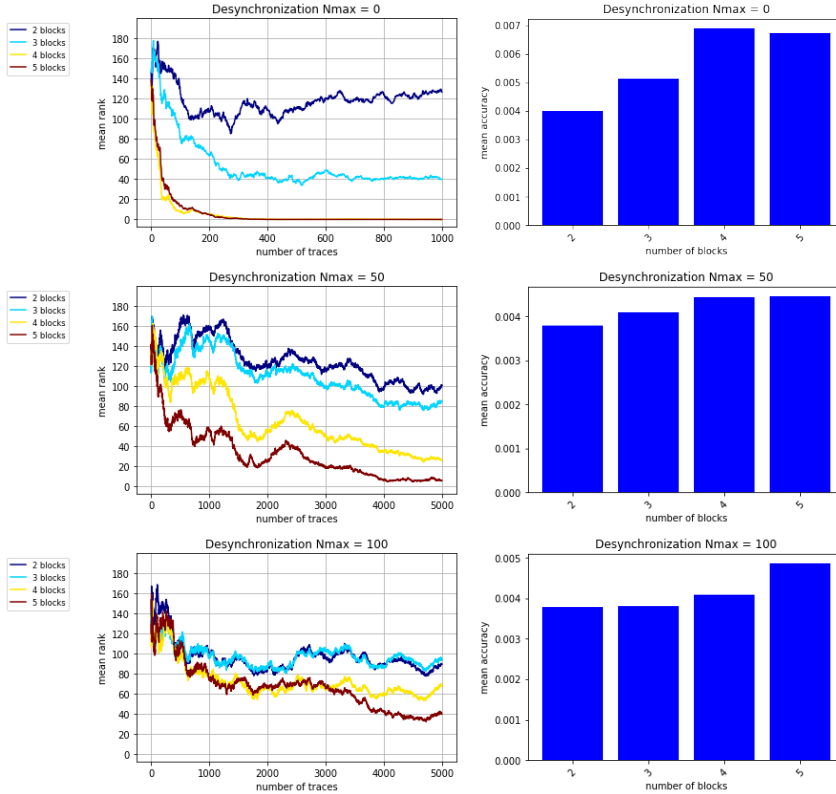 Desynchronization Nmax = 0
2 blocks
3 blocks
4 blocks
5 blocks
mean rank
180
160
140
120
100
80
60
40
20
0
0
200
400
600
800
1000
number of traces
Desynchronization Nmax = 0
mean accuracy
0.007
0.006
0.005
0.004
0.003
0.002
0.001
0.000
2
3
4
5
number of blocks
Desynchronization Nmax = 50
2 blocks
3 blocks
4 blocks
5 blocks
mean rank
180
160
140
120
100
80
60
40
20
0
0
1000
2000
3000
4000
5000
number of traces
Desynchronization Nmax = 50
mean accuracy
0.004
0.003
0.002
0.001
0.000
2
3
4
5
number of blocks
Desynchronization Nmax = 100
2 blocks
3 blocks
4 blocks
5 blocks
mean rank
180
160
140
120
100
80
60
40
20
0
0
1000
2000
3000
4000
5000
number of traces
Desynchronization Nmax = 100
mean accuracy
0.005
0.004
0.003
0.002
0.001
0.000
2
3
4
5
number of blocks